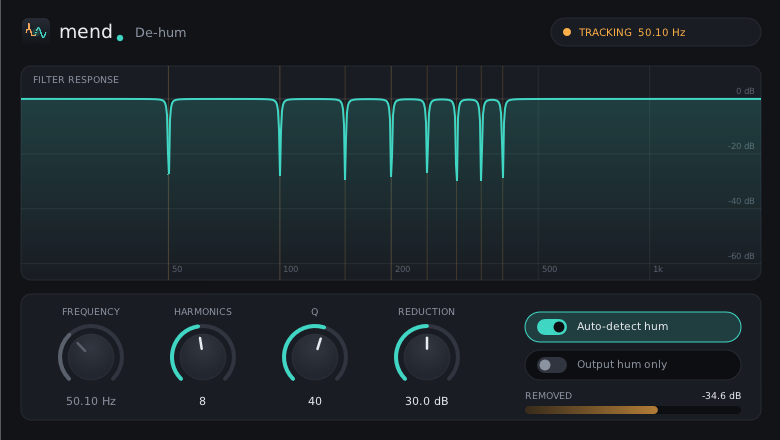 mend. De-hum
TRACKING 50.10 Hz
FILTER RESPONSE
0 dB
-20 dB
-40 dB
-60 dB
50 100 200 500 1k
FREQUENCY HARMONICS Q REDUCTION
50.10 Hz 8 40 30.0 dB
Auto-detect hum
Output hum only
REMOVED -34.6 dB